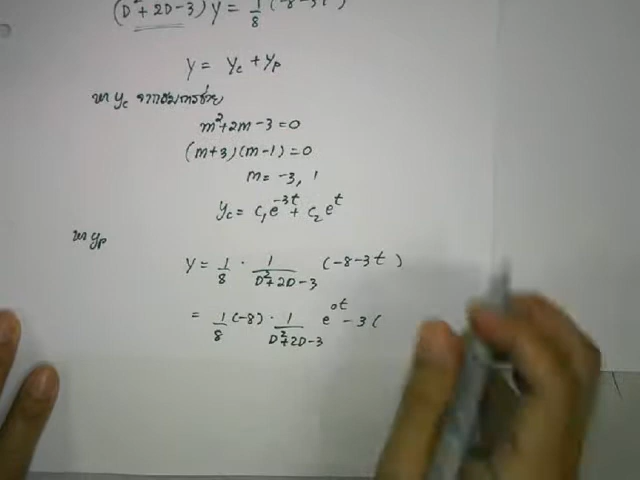 (D²+2D-3)y = 1/8 (-8-3t)
y = y_c + y_p
หา y_c จากสมการช่วย
m²+2m-3=0
(m+3)(m-1)=0
m= -3, 1
y_c = c₁e^{-3t} + c₂e^{t}
หา y_p
y = 1/8 · 1/(D²+2D-3) (-8-3t)
= 1/8 (-8) · 1/(D²+2D-3) e^{0t} - 3(